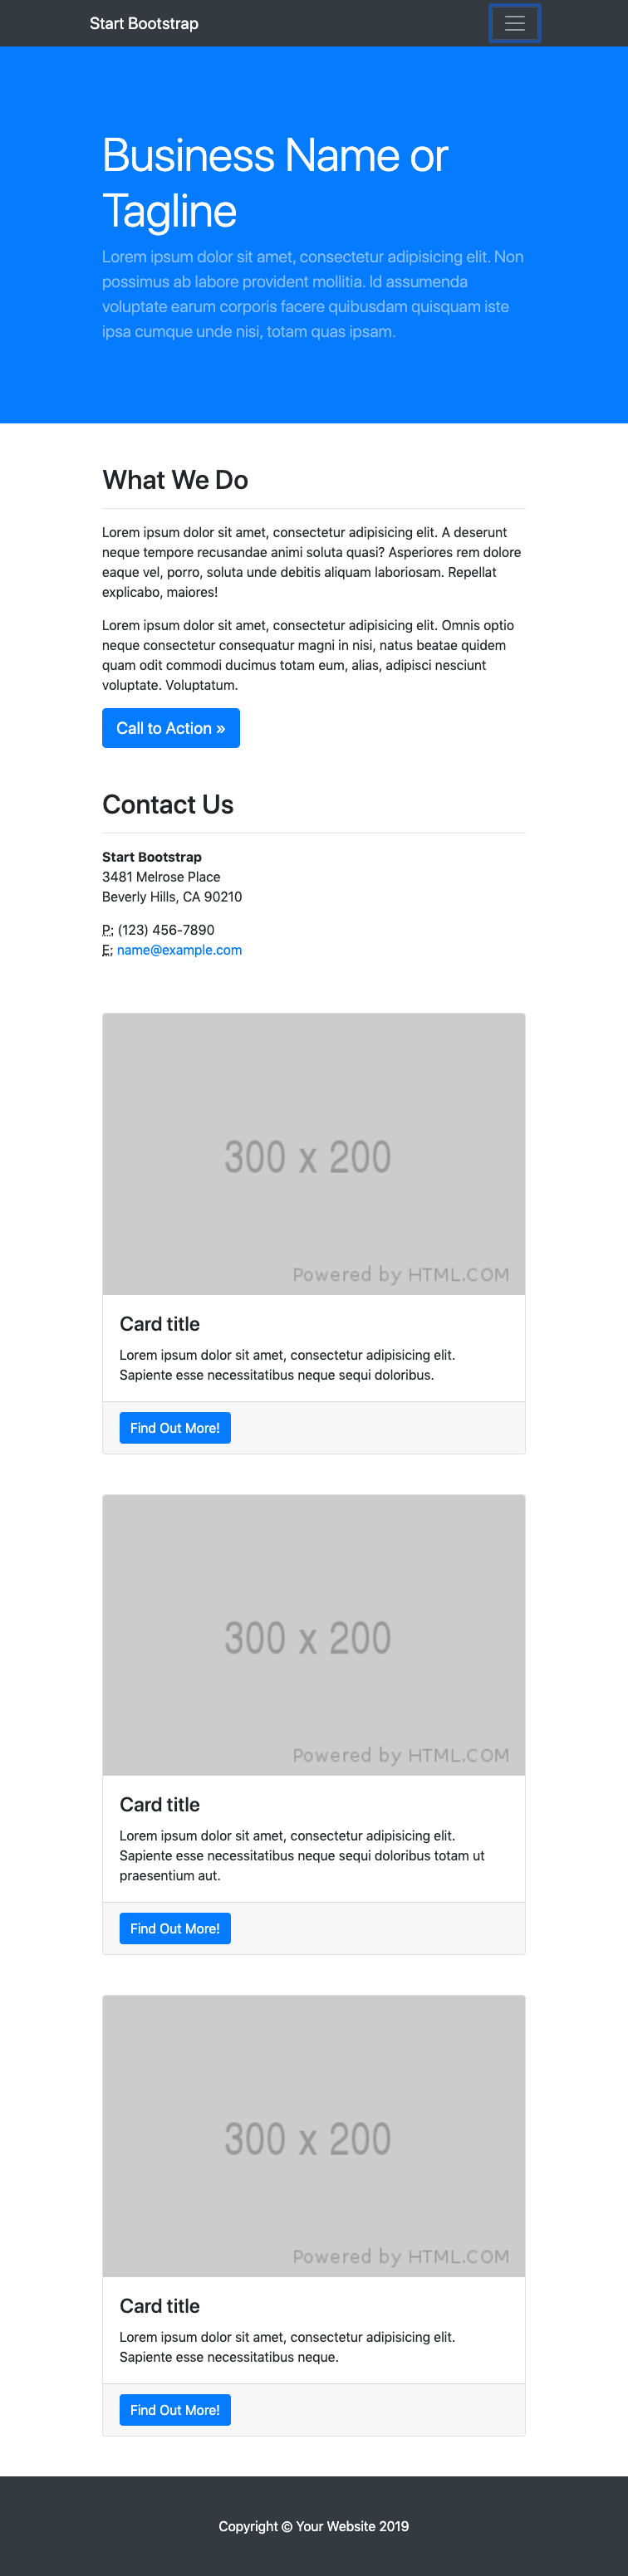 Start Bootstrap
Business Name or
Tagline
Lorem ipsum dolor sit amet, consectetur adipisicing elit. Non
possimus ab labore provident mollitia. Id assumenda
voluptate earum corporis facere quibusdam quisquam iste
ipsa cumque unde nisi, totam quas ipsam.
What We Do
Lorem ipsum dolor sit amet, consectetur adipisicing elit. A deserunt
neque tempore recusandae animi soluta quasi? Asperiores rem dolore
eaque vel, porro, soluta unde debitis aliquam laboriosam. Repellat
explicabo, maiores!
Lorem ipsum dolor sit amet, consectetur adipisicing elit. Omnis optio
neque consectetur consequatur magni in nisi, natus beatae quidem
quam odit commodi ducimus totam eum, alias, adipisci nesciunt
voluptate. Voluptatum.
Call to Action »
Contact Us
Start Bootstrap
3481 Melrose Place
Beverly Hills, CA 90210
P: (123) 456-7890
E: name@example.com
300 x 200
Powered by HTML.COM
Card title
Lorem ipsum dolor sit amet, consectetur adipisicing elit.
Sapiente esse necessitatibus neque sequi doloribus.
Find Out More!
300 x 200
Powered by HTML.COM
Card title
Lorem ipsum dolor sit amet, consectetur adipisicing elit.
Sapiente esse necessitatibus neque sequi doloribus totam ut
praesentium aut.
Find Out More!
300 x 200
Powered by HTML.COM
Card title
Lorem ipsum dolor sit amet, consectetur adipisicing elit.
Sapiente esse necessitatibus neque.
Find Out More!
Copyright © Your Website 2019